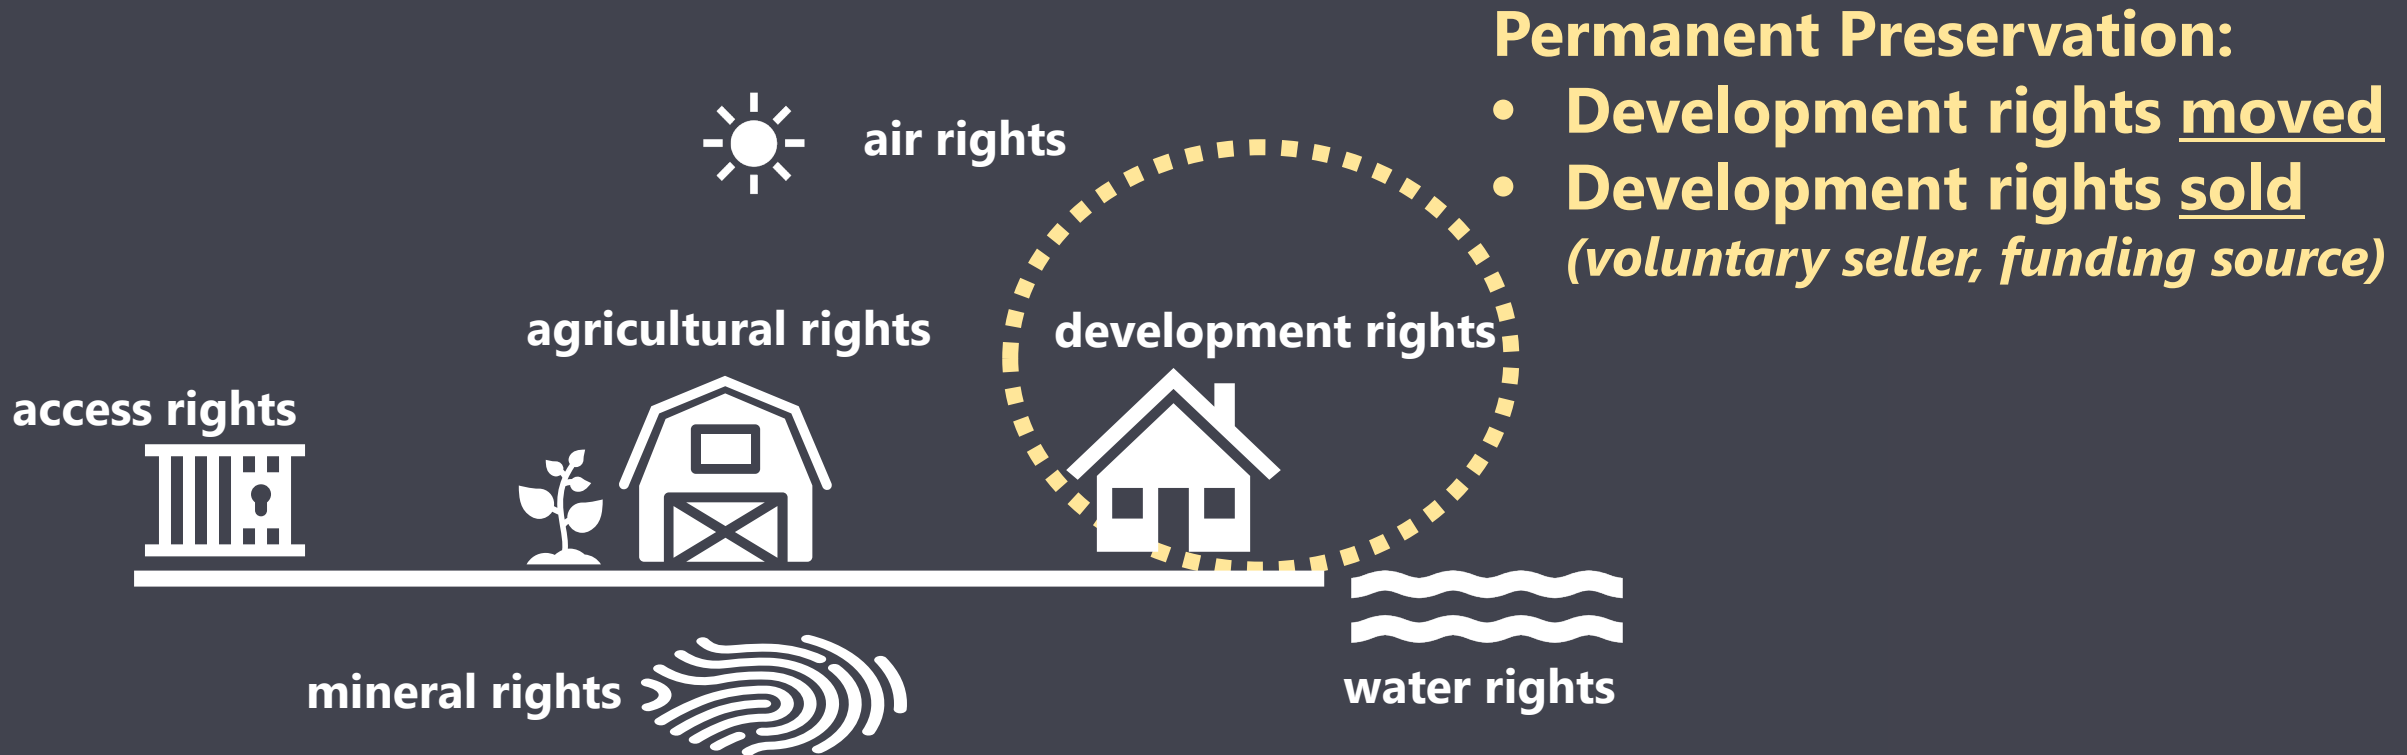 Permanent Preservation:
• Development rights moved
• Development rights sold
(voluntary seller, funding source)
air rights
agricultural rights
development rights
access rights
mineral rights
water rights